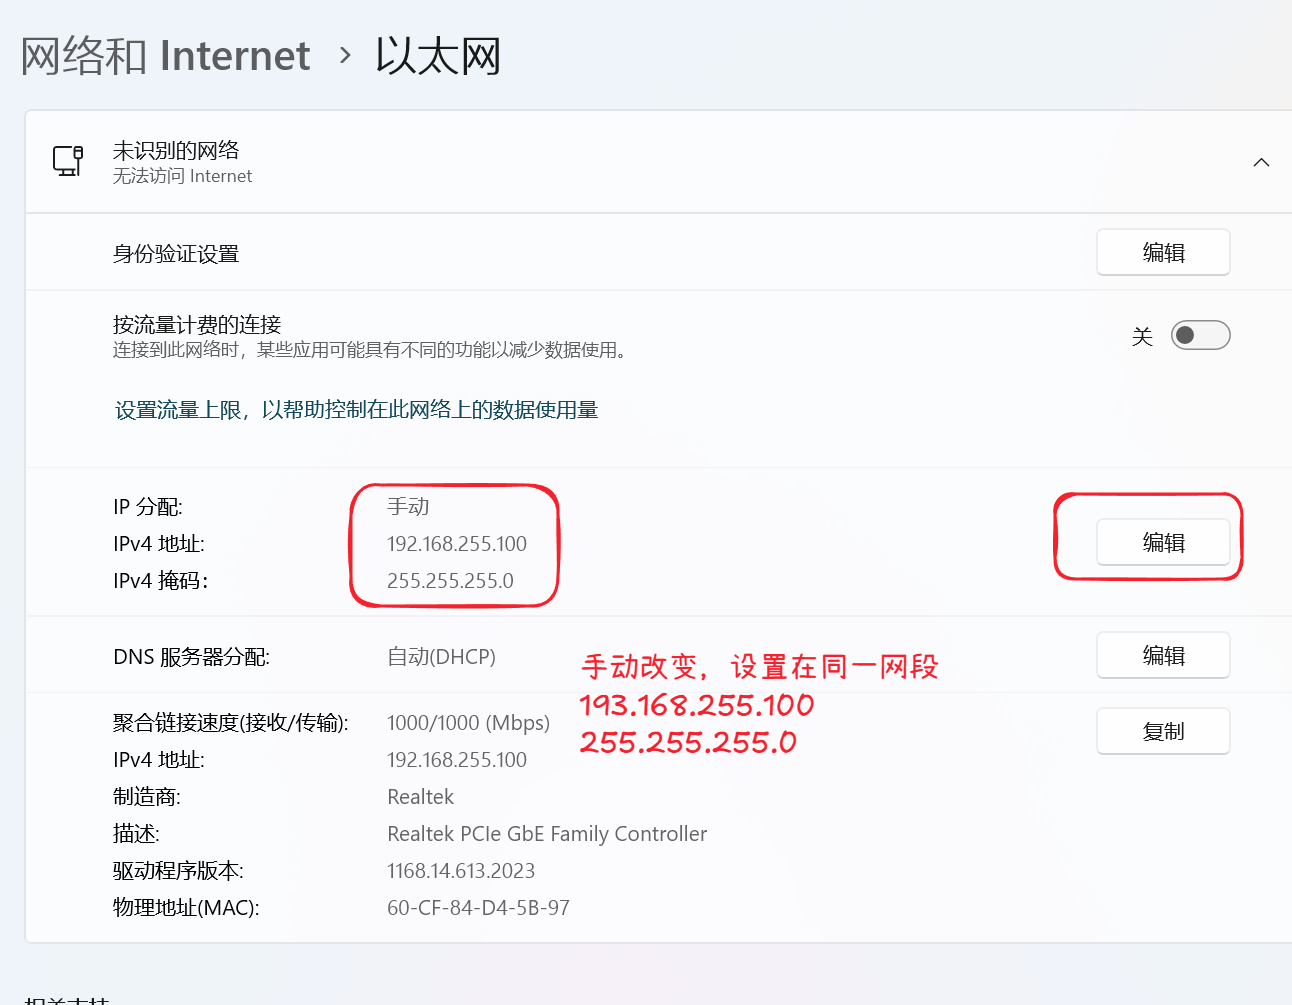 网络和 Internet › 以太网
未识别的网络
无法访问 Internet
身份验证设置 编辑
按流量计费的连接
连接到此网络时，某些应用可能具有不同的功能以减少数据使用。
关
设置流量上限，以帮助控制在此网络上的数据使用量
IP 分配: 手动
IPv4 地址: 192.168.255.100
编辑
IPv4 掩码： 255.255.255.0
DNS 服务器分配: 自动(DHCP)
编辑
手动改变，设置在同一网段
193.168.255.100
255.255.255.0
聚合链接速度(接收/传输): 1000/1000 (Mbps)
复制
IPv4 地址: 192.168.255.100
制造商: Realtek
描述: Realtek PCIe GbE Family Controller
驱动程序版本: 1168.14.613.2023
物理地址(MAC): 60-CF-84-D4-5B-97
相关支持